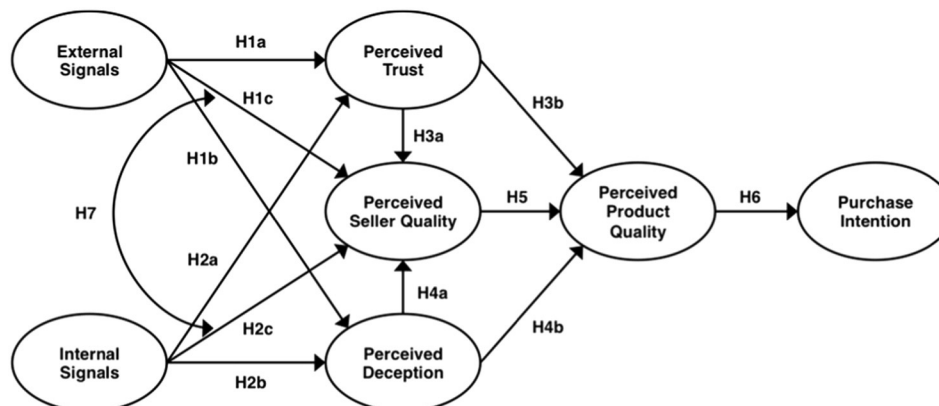 External
Signals
H1a
Perceived
Trust
H1c
H3b
H3a
H1b
H7
Perceived
Seller Quality
H5
Perceived
Product
Quality
H6
Purchase
Intention
H2a
H4a
H2c
H4b
Internal
Signals
H2b
Perceived
Deception